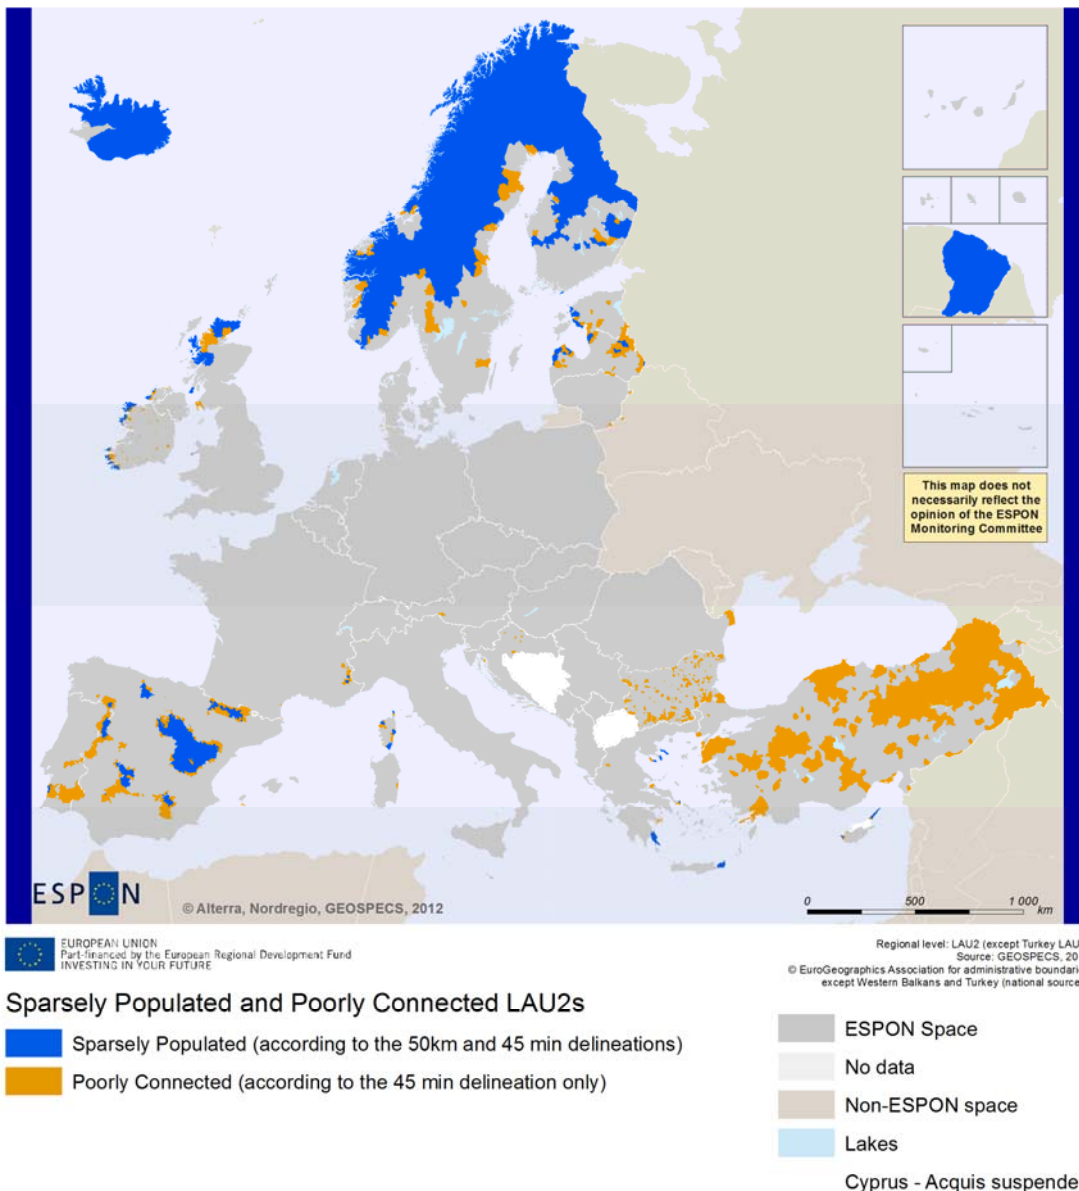 This map does not
necessarily reflect the
opinion of the ESPON
Monitoring Committee
ESPON
© Alterra, Nordregio, GEOSPECS, 2012
0 500 1 000
km
EUROPEAN UNION
Part-financed by the European Regional Development Fund
INVESTING IN YOUR FUTURE
Regional level: LAU2 (except Turkey LAU
Source: GEOSPECS, 20
© EuroGeographics Association for administrative boundari
except Western Balkans and Turkey (national source
Sparsely Populated and Poorly Connected LAU2s
Sparsely Populated (according to the 50km and 45 min delineations)
Poorly Connected (according to the 45 min delineation only)
ESPON Space
No data
Non-ESPON space
Lakes
Cyprus - Acquis suspende